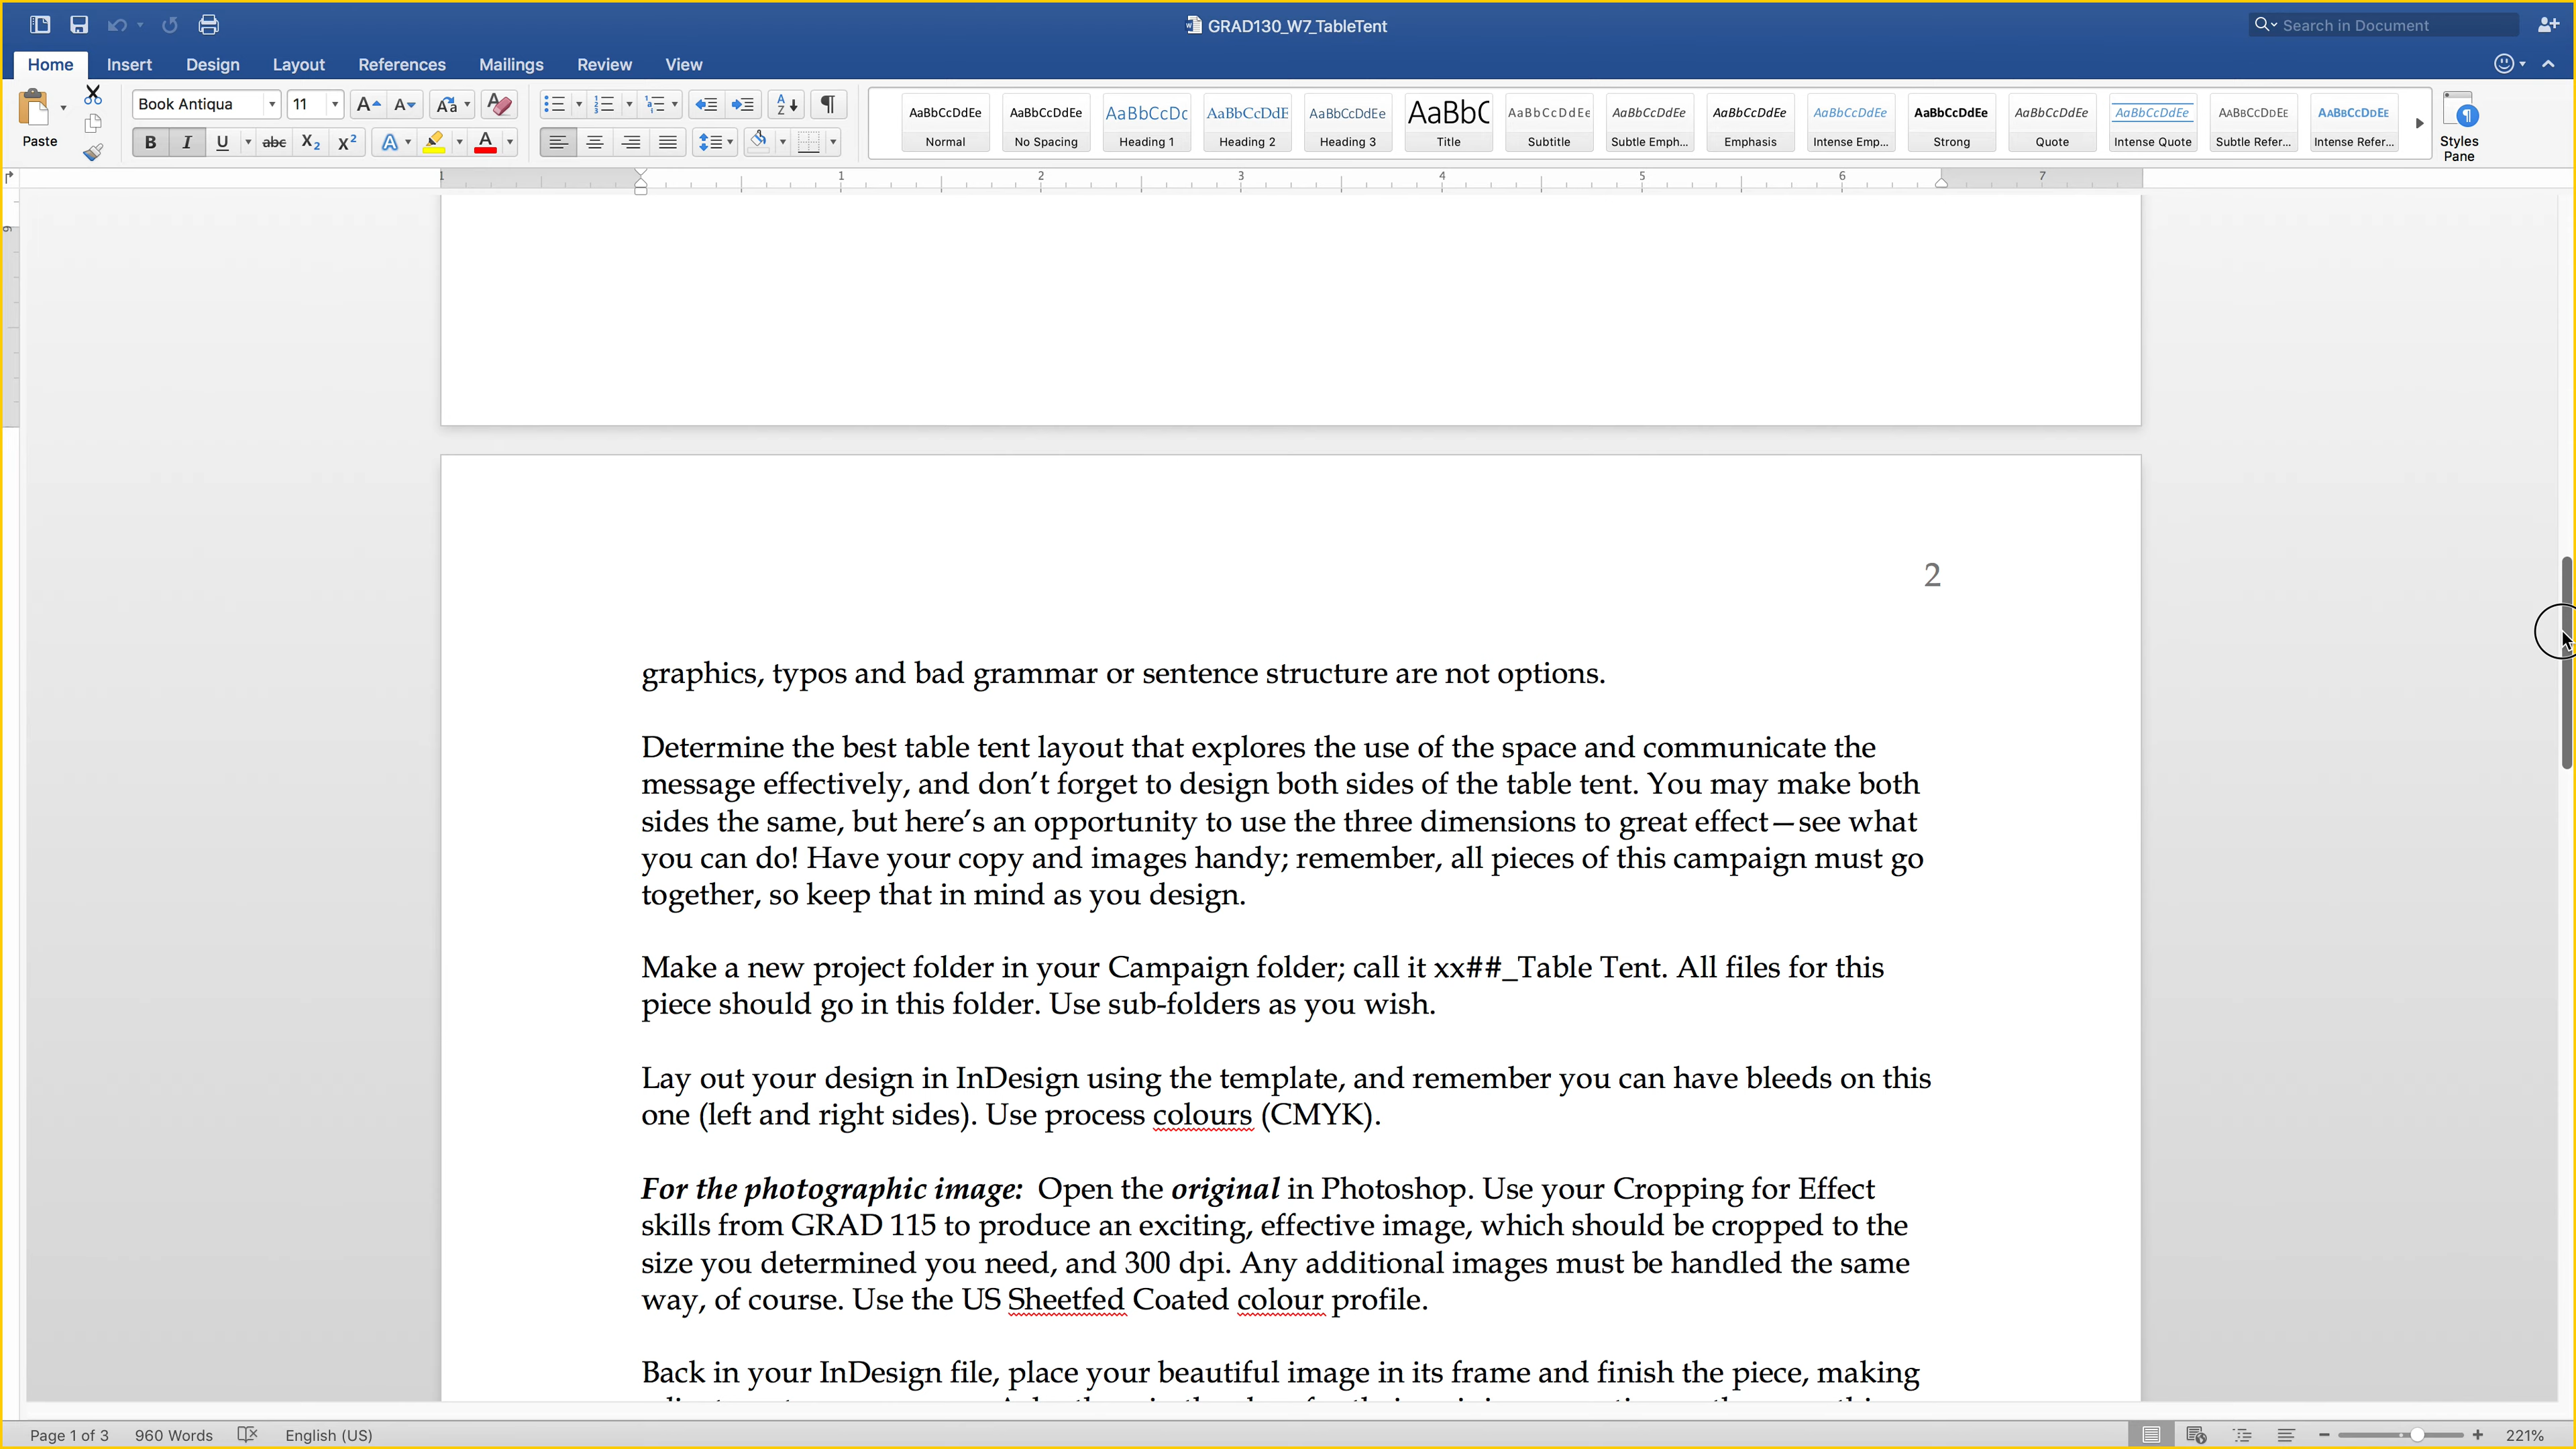 GRAD130_W7_TableTent
Search in Document
Home Insert Design Layout References Mailings Review View
Paste
Book Antiqua 11
AaBbCcDdEe AaBbCcDdEe AaBbCcDc AaBbCcDdE AaBbCcDdEe AaBbC AaBbCcDdEe AaBbCcDdEe AaBbCcDdEe AaBbCcDdEe AaBbCcDdEe AaBbCcDdEe AaBbCcDdEe AaBbCcDdEe AaBbCcDdEe
Normal No Spacing Heading 1 Heading 2 Heading 3 Title Subtitle Subtle Emph... Emphasis Intense Emp... Strong Quote Intense Quote Subtle Refer... Intense Refer...
Styles
Pane
B I U abc X2 X2 A A
1 1 2 3 4 5 6 7
2
graphics, typos and bad grammar or sentence structure are not options.
Determine the best table tent layout that explores the use of the space and communicate the
message effectively, and don’t forget to design both sides of the table tent. You may make both
sides the same, but here’s an opportunity to use the three dimensions to great effect—see what
you can do! Have your copy and images handy; remember, all pieces of this campaign must go
together, so keep that in mind as you design.
Make a new project folder in your Campaign folder; call it xx##_Table Tent. All files for this
piece should go in this folder. Use sub-folders as you wish.
Lay out your design in InDesign using the template, and remember you can have bleeds on this
one (left and right sides). Use process colours (CMYK).
For the photographic image: Open the original in Photoshop. Use your Cropping for Effect
skills from GRAD 115 to produce an exciting, effective image, which should be cropped to the
size you determined you need, and 300 dpi. Any additional images must be handled the same
way, of course. Use the US Sheetfed Coated colour profile.
Back in your InDesign file, place your beautiful image in its frame and finish the piece, making
Page 1 of 3 960 Words English (US) 221%